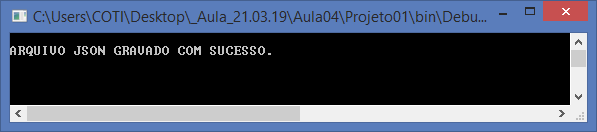 C:\Users\COTI\Desktop\_Aula_21.03.19\Aula04\Projeto01\bin\Debu...
ARQUIVO JSON GRAVADO COM SUCESSO.